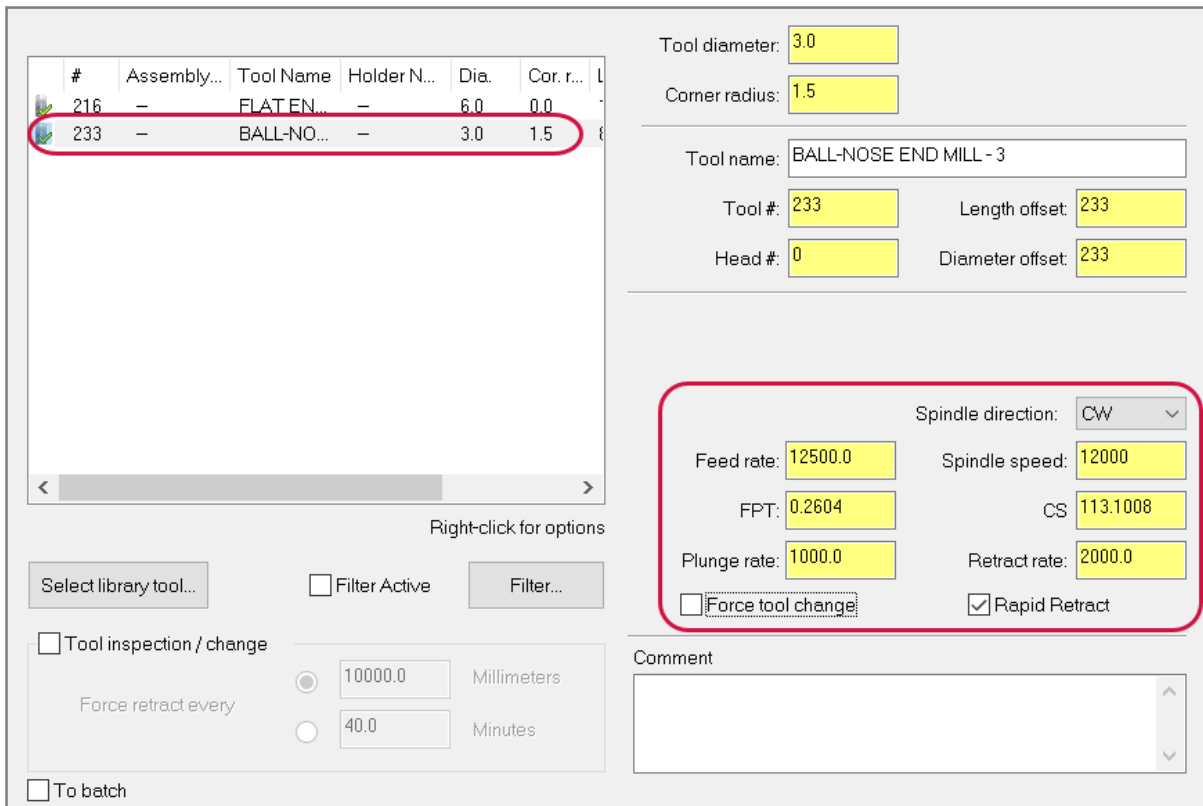 # Assembly... Tool Name Holder N... Dia. Cor. r... L
216 – FLAT EN... – 6.0 0.0
233 – BALL-NO... – 3.0 1.5 8
Right-click for options
Select library tool... Filter Active Filter...
Tool inspection / change
Force retract every
10000.0 Millimeters
40.0 Minutes
To batch
Tool diameter: 3.0
Corner radius: 1.5
Tool name: BALL-NOSE END MILL - 3
Tool #: 233 Length offset: 233
Head #: 0 Diameter offset: 233
Spindle direction: CW
Feed rate: 12500.0 Spindle speed: 12000
FPT: 0.2604 CS 113.1008
Plunge rate: 1000.0 Retract rate: 2000.0
Force tool change Rapid Retract
Comment